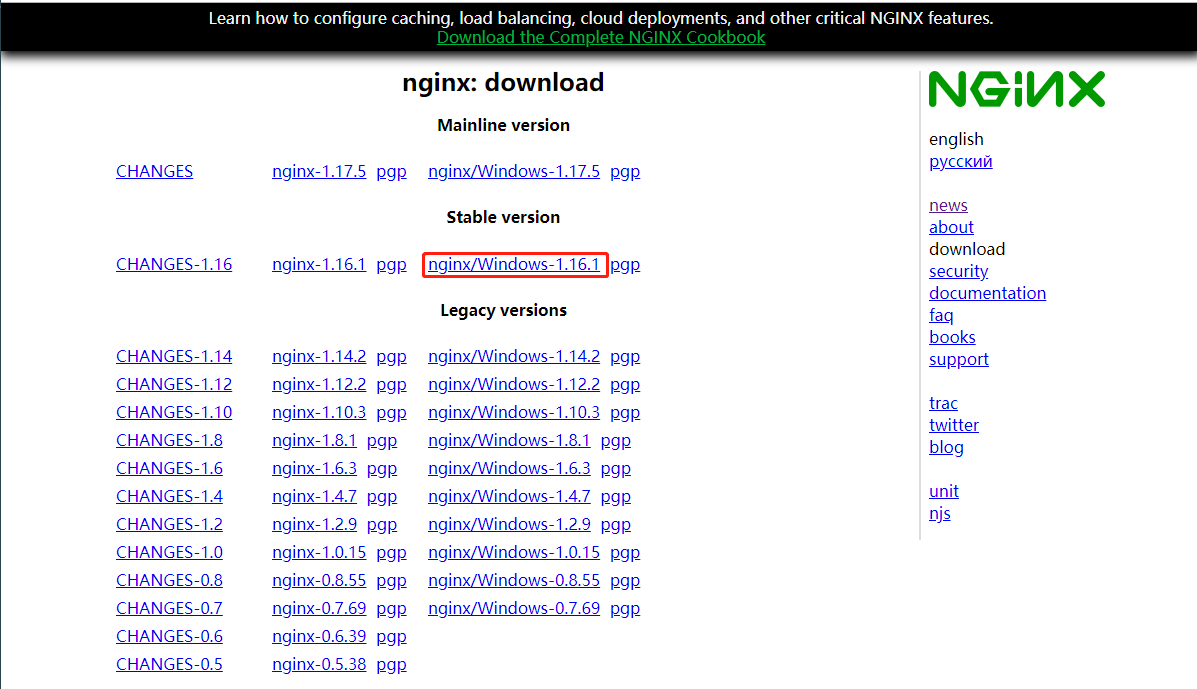 Learn how to configure caching, load balancing, cloud deployments, and other critical NGINX features.
Download the Complete NGINX Cookbook
nginx: download
Mainline version
CHANGES nginx-1.17.5 pgp nginx/Windows-1.17.5 pgp
Stable version
CHANGES-1.16 nginx-1.16.1 pgp nginx/Windows-1.16.1 pgp
Legacy versions
CHANGES-1.14 nginx-1.14.2 pgp nginx/Windows-1.14.2 pgp
CHANGES-1.12 nginx-1.12.2 pgp nginx/Windows-1.12.2 pgp
CHANGES-1.10 nginx-1.10.3 pgp nginx/Windows-1.10.3 pgp
CHANGES-1.8 nginx-1.8.1 pgp nginx/Windows-1.8.1 pgp
CHANGES-1.6 nginx-1.6.3 pgp nginx/Windows-1.6.3 pgp
CHANGES-1.4 nginx-1.4.7 pgp nginx/Windows-1.4.7 pgp
CHANGES-1.2 nginx-1.2.9 pgp nginx/Windows-1.2.9 pgp
CHANGES-1.0 nginx-1.0.15 pgp nginx/Windows-1.0.15 pgp
CHANGES-0.8 nginx-0.8.55 pgp nginx/Windows-0.8.55 pgp
CHANGES-0.7 nginx-0.7.69 pgp nginx/Windows-0.7.69 pgp
CHANGES-0.6 nginx-0.6.39 pgp
CHANGES-0.5 nginx-0.5.38 pgp
NGiNX
english
русский
news
about
download
security
documentation
faq
books
support
trac
twitter
blog
unit
njs